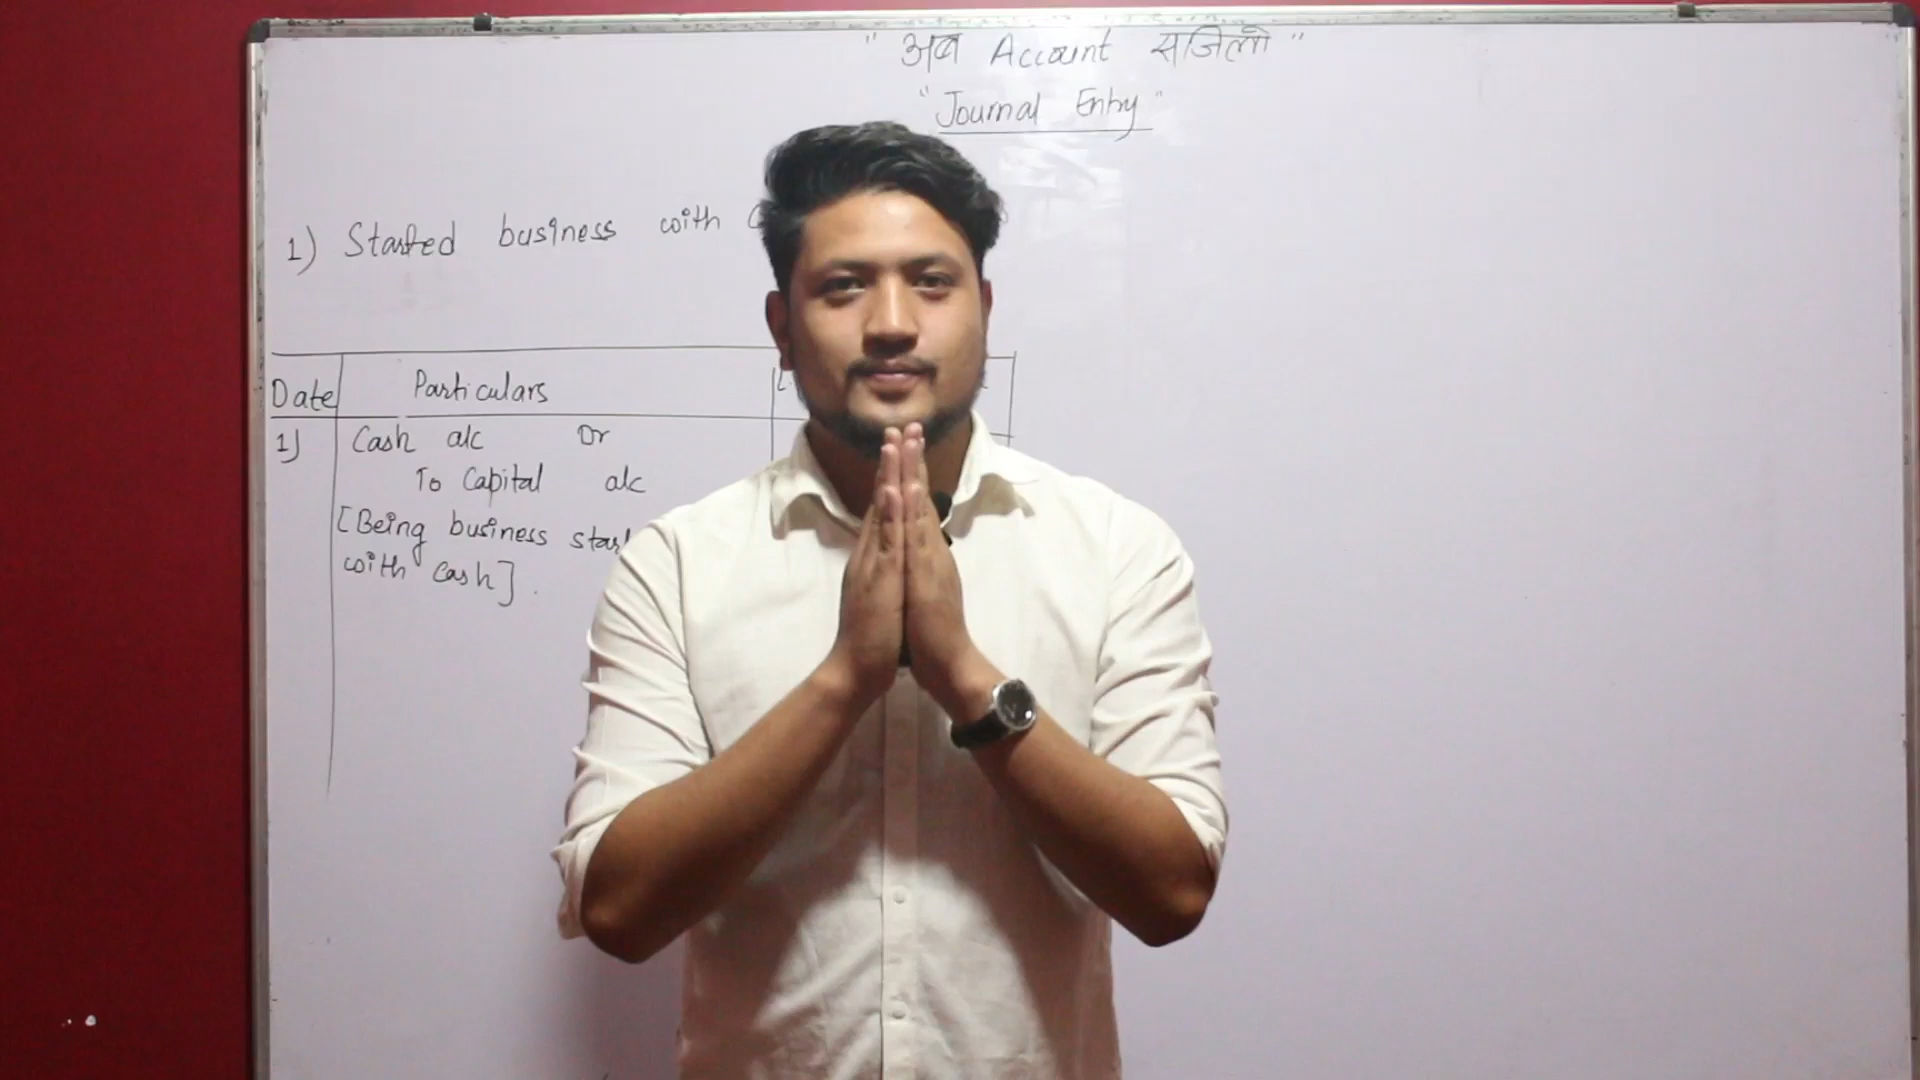 " अब Account सजिलो "
"Journal Entry"
1) Started business with
Date Particulars
1) Cash a/c Dr
To Capital a/c
[Being business
with cash].